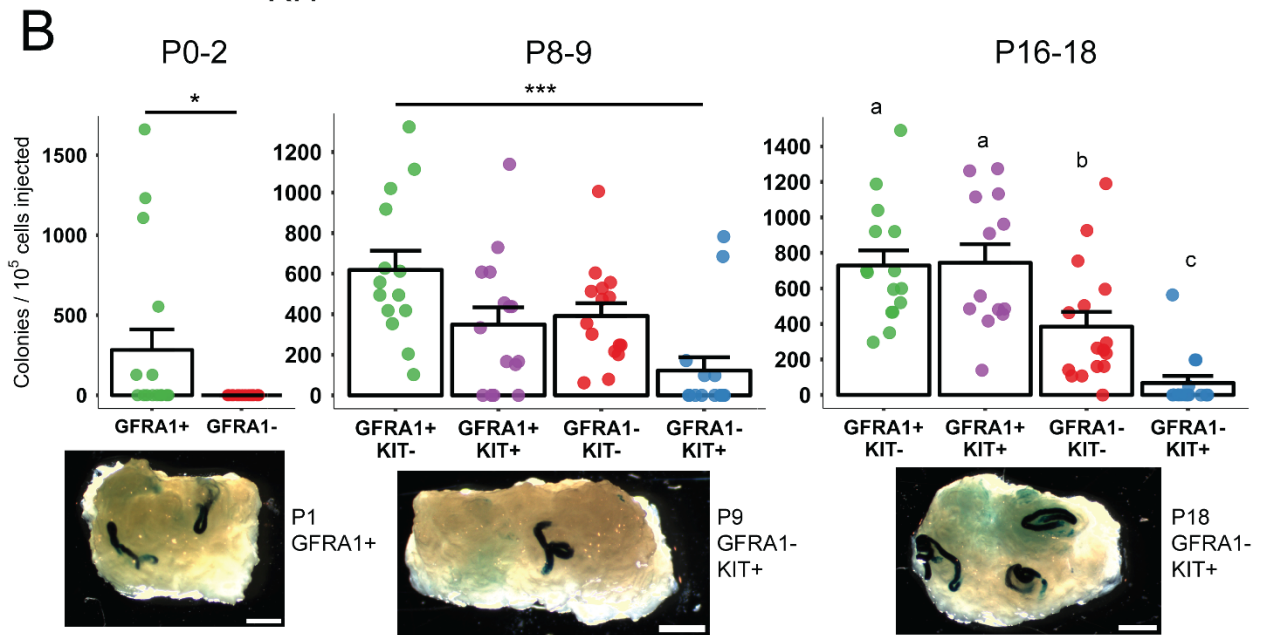 B
P0-2
P8-9
P16-18
*
***
a
a
b
c
Colonies / 10⁵ cells injected
1500
1000
500
0
1200
1000
800
600
400
200
0
1400
1200
1000
800
600
400
200
0
GFRA1+
GFRA1-
GFRA1+
KIT-
GFRA1+
KIT+
GFRA1-
KIT-
GFRA1-
KIT+
GFRA1+
KIT-
GFRA1+
KIT+
GFRA1-
KIT-
GFRA1-
KIT+
P1
GFRA1+
P9
GFRA1-
KIT+
P18
GFRA1-
KIT+